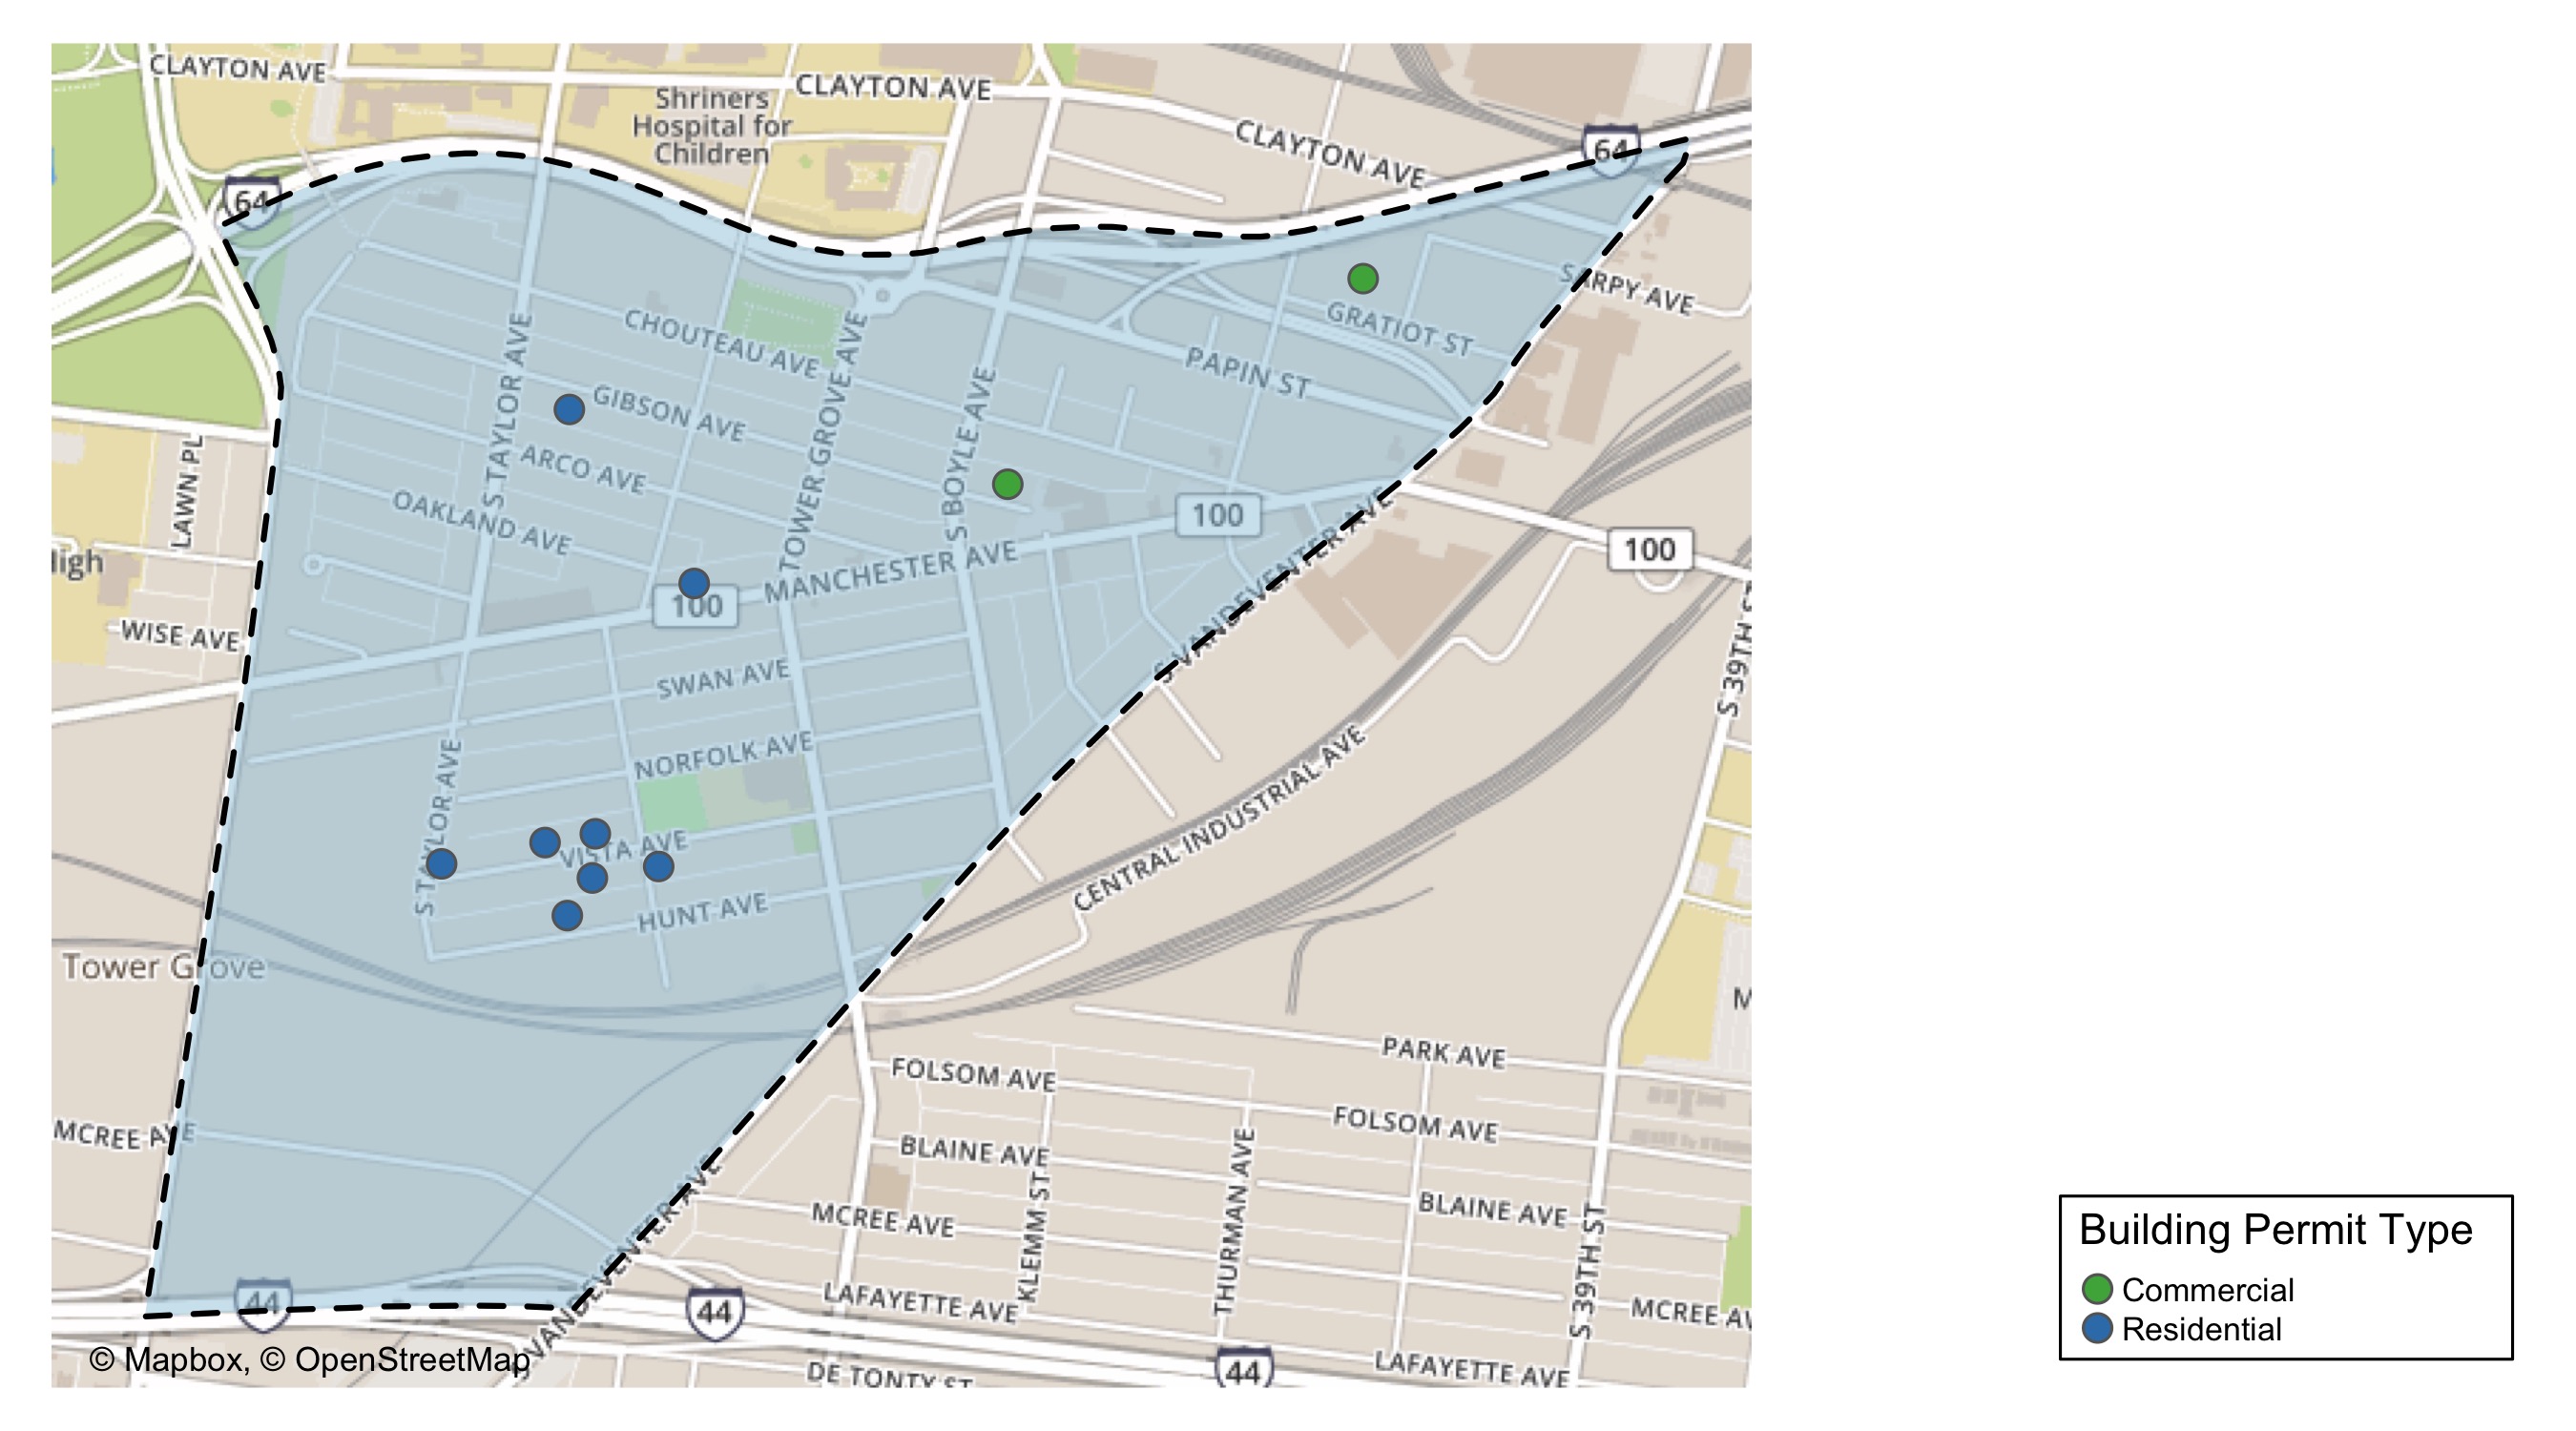 CLAYTON AVE
CLAYTON AVE
Shriners
Hospital for
Children
CLAYTON AVE
64
64
SARPY AVE
GRATIOT ST
CHOUTEAU AVE
PAPIN ST
S TAYLOR AVE
GIBSON AVE
TOWER GROVE AVE
S BOYLE AVE
ARCO AVE
LAWN PL
OAKLAND AVE
100
100
MANCHESTER AVE
100
S VANDEVENTER AVE
WISE AVE
SWAN AVE
S 39TH ST
NORFOLK AVE
S TAYLOR AVE
VISTA AVE
CENTRAL INDUSTRIAL AVE
HUNT AVE
Tower Grove
PARK AVE
FOLSOM AVE
FOLSOM AVE
MCREE AVE
BLAINE AVE
THURMAN AVE
KLEMM ST
BLAINE AVE
MCREE AVE
S 39TH ST
S VANDEVENTER AVE
44
44
LAFAYETTE AVE
MCREE AV
44
LAFAYETTE AVE
DE TONTY ST
© Mapbox, © OpenStreetMap
Building Permit Type
Commercial
Residential